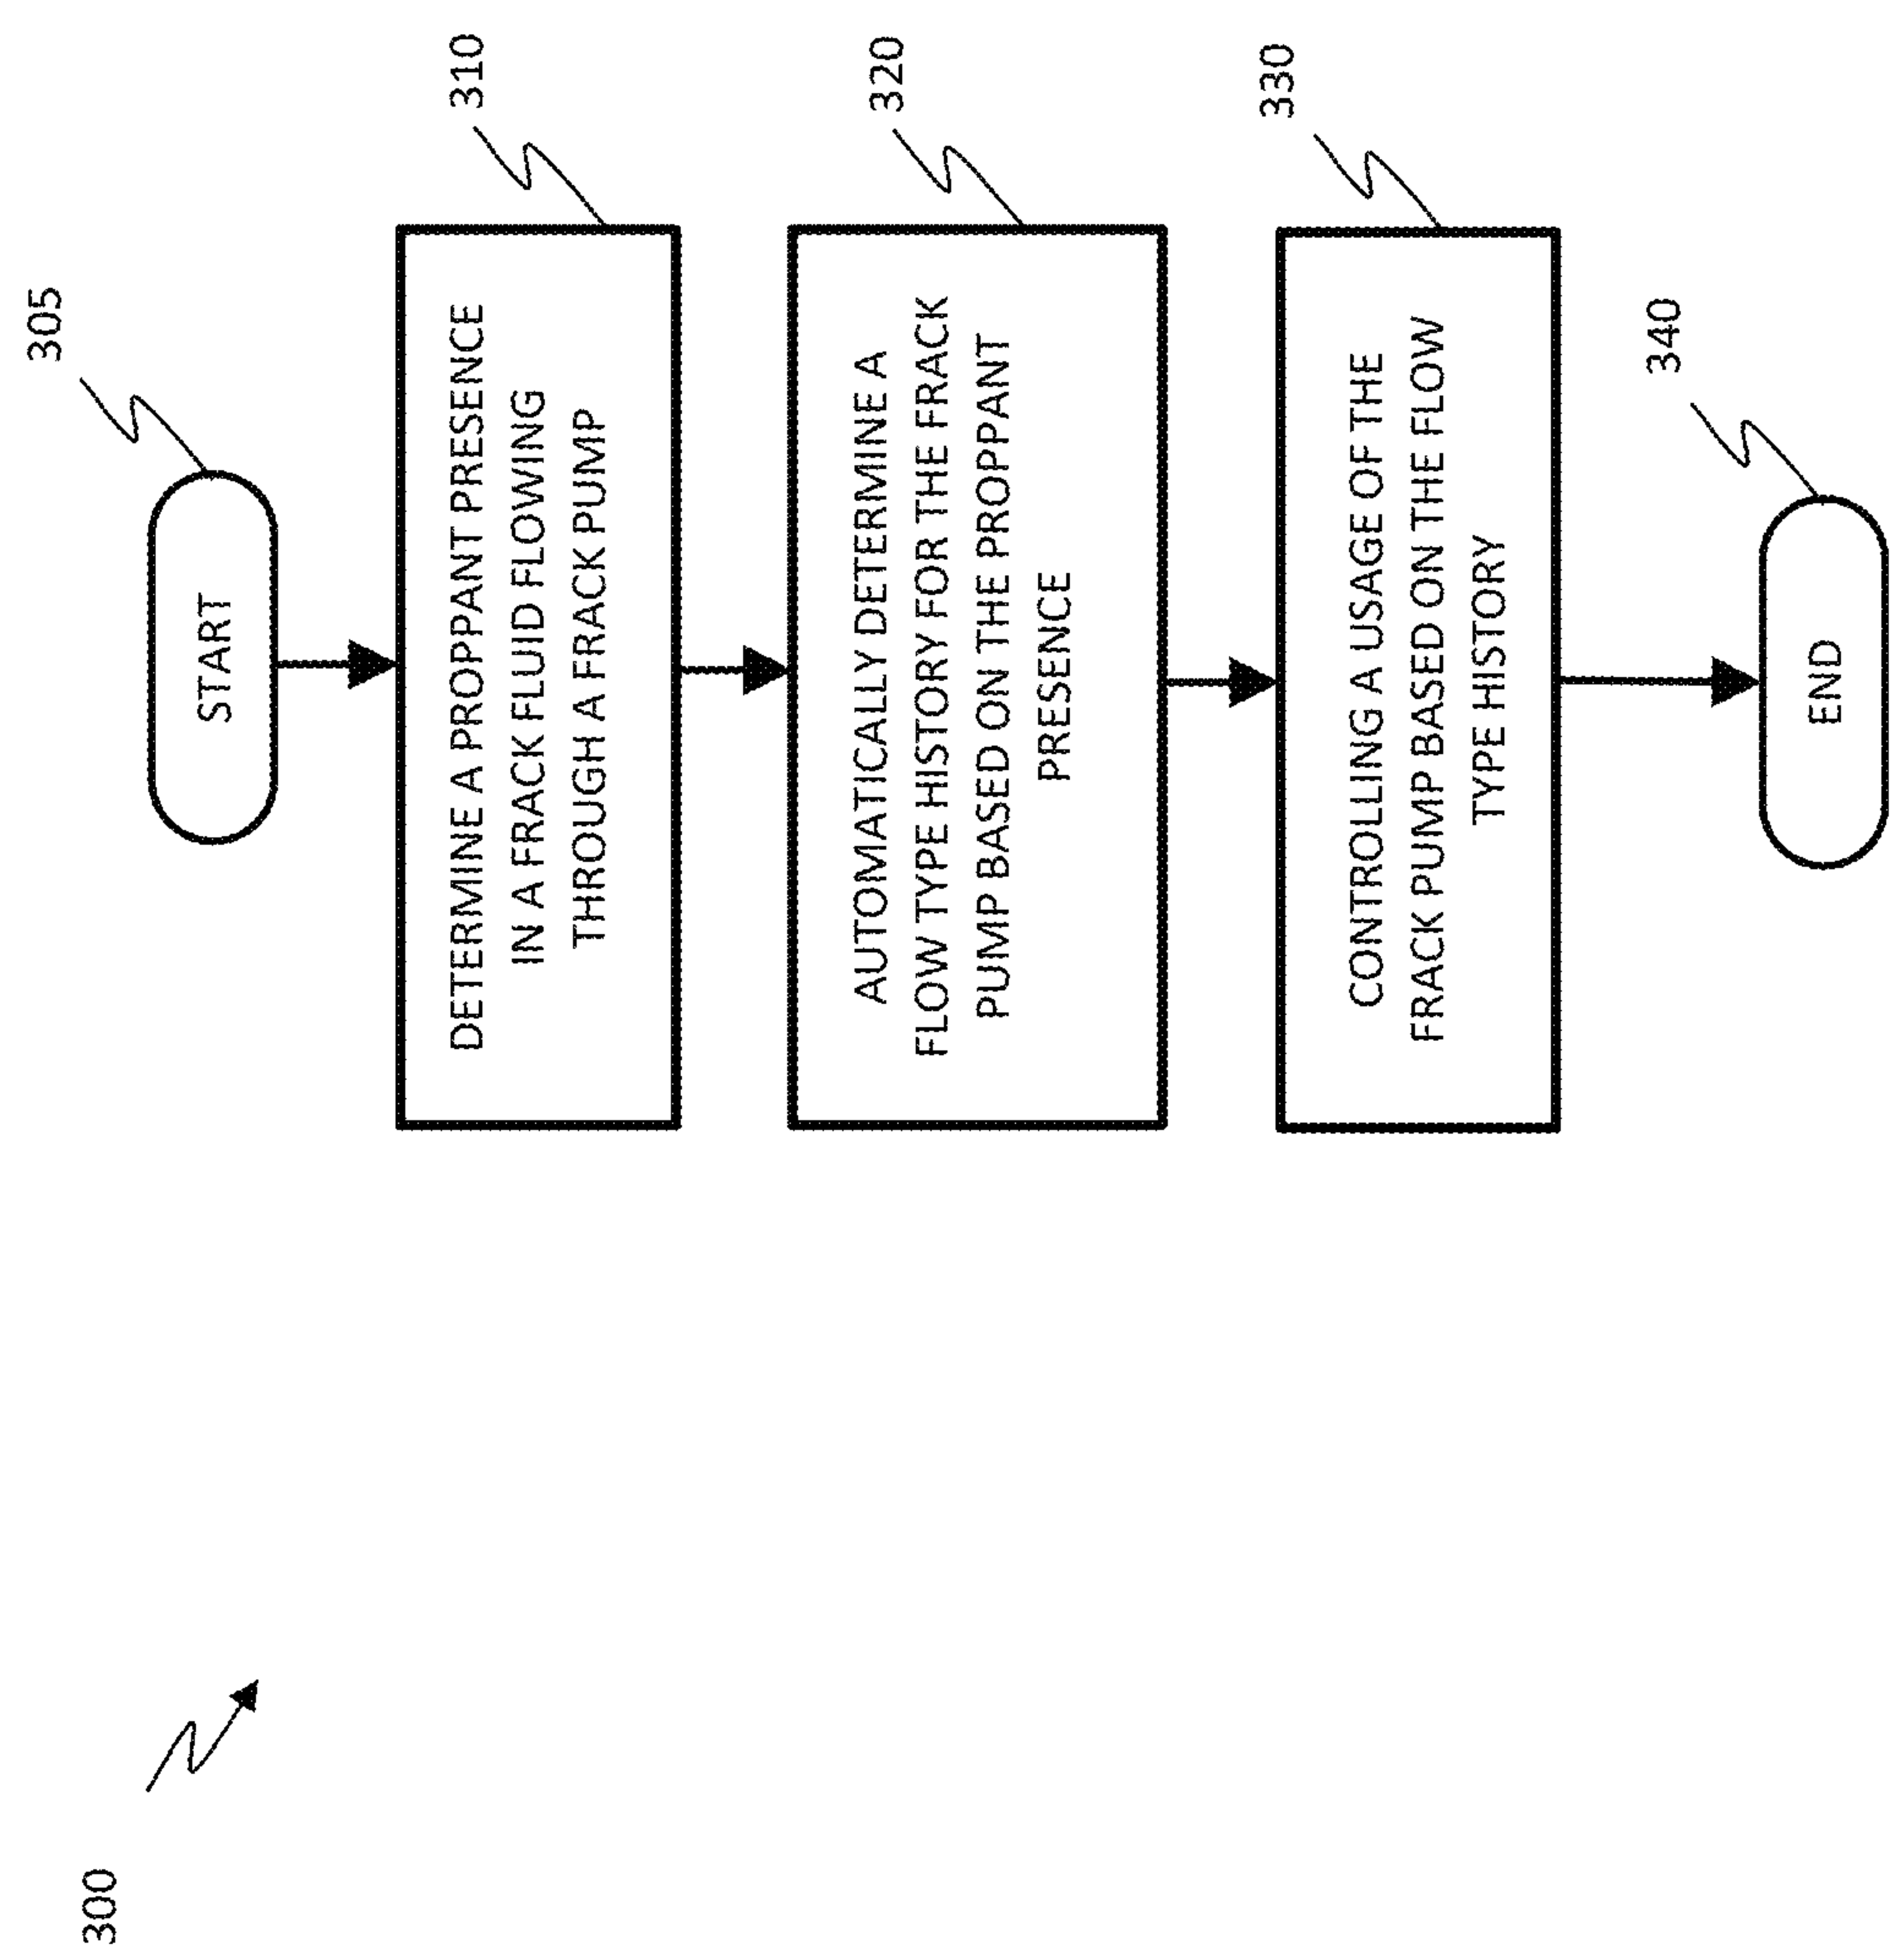 300
START
305
DETERMINE A PROPPANT PRESENCE
IN A FRACK FLUID FLOWING
THROUGH A FRACK PUMP
310
AUTOMATICALLY DETERMINE A
FLOW TYPE HISTORY FOR THE FRACK
PUMP BASED ON THE PROPPANT
PRESENCE
320
CONTROLLING A USAGE OF THE
FRACK PUMP BASED ON THE FLOW
TYPE HISTORY
330
END
340